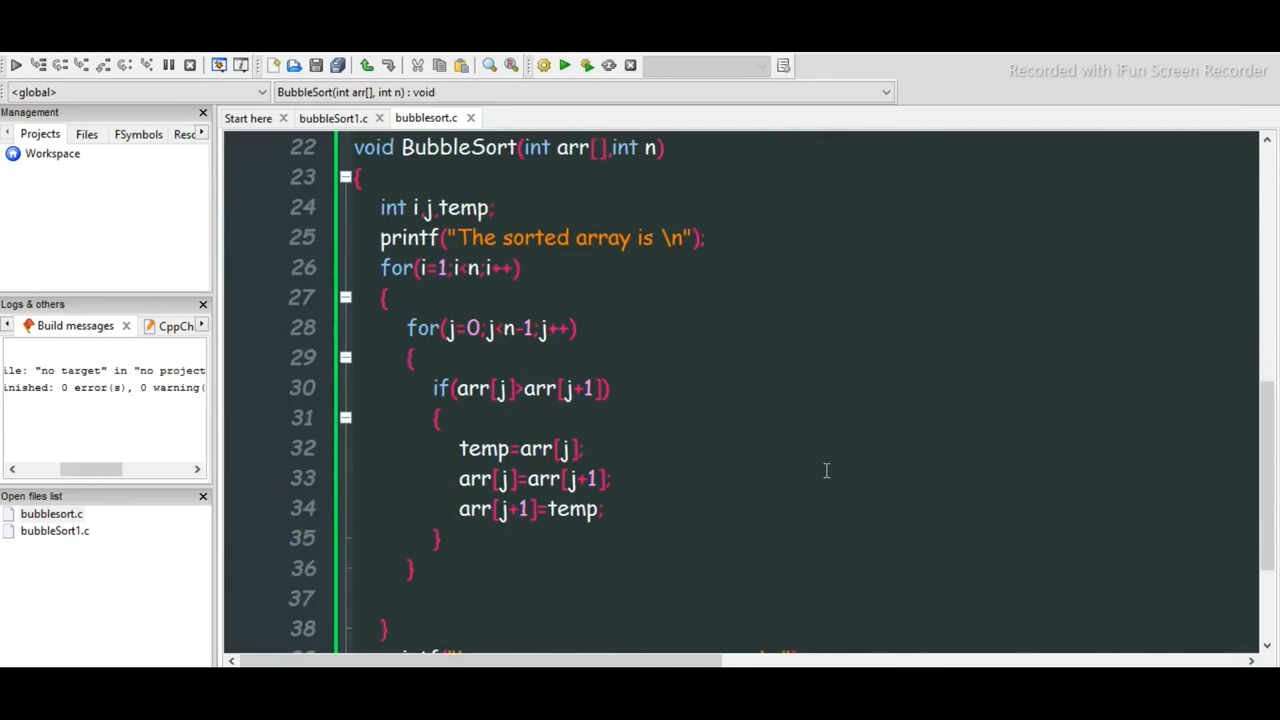 Recorded with iFun Screen Recorder
<global>
BubbleSort(int arr[], int n) : void
Management
Projects
Files
FSymbols
Resc
Workspace
Start here
bubbleSort1.c
bubblesort.c
22 void BubbleSort(int arr[],int n)
23 {
24 int i,j,temp;
25 printf("The sorted array is \n");
26 for(i=1;i<n;i++)
27 {
28 for(j=0;j<n-1;j++)
29 {
30 if(arr[j]>arr[j+1])
31 {
32 temp=arr[j];
33 arr[j]=arr[j+1];
34 arr[j+1]=temp;
35 }
36 }
37
38 }
Logs & others
Build messages
CppCh
ile: "no target" in "no project
inished: 0 error(s), 0 warning(
Open files list
bubblesort.c
bubbleSort1.c